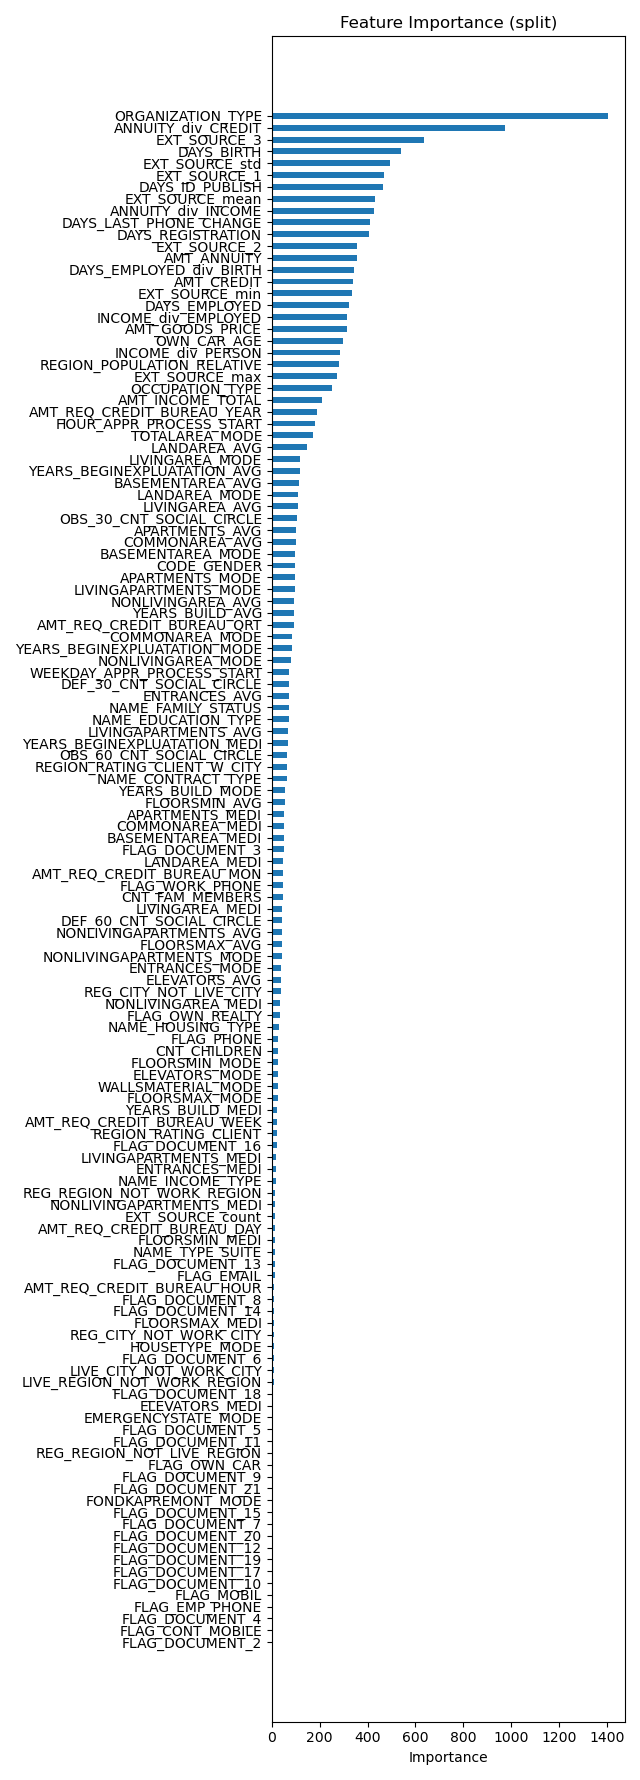 Feature Importance (split)
ORGANIZATION_TYPE
ANNUITY_div_CREDIT
EXT_SOURCE_3
DAYS_BIRTH
EXT_SOURCE_std
EXT_SOURCE_1
DAYS_ID_PUBLISH
EXT_SOURCE_mean
ANNUITY_div_INCOME
DAYS_LAST_PHONE_CHANGE
DAYS_REGISTRATION
EXT_SOURCE_2
AMT_ANNUITY
DAYS_EMPLOYED_div_BIRTH
AMT_CREDIT
EXT_SOURCE_min
DAYS_EMPLOYED
INCOME_div_EMPLOYED
AMT_GOODS_PRICE
OWN_CAR_AGE
INCOME_div_PERSON
REGION_POPULATION_RELATIVE
EXT_SOURCE_max
OCCUPATION_TYPE
AMT_INCOME_TOTAL
AMT_REQ_CREDIT_BUREAU_YEAR
HOUR_APPR_PROCESS_START
TOTALAREA_MODE
LANDAREA_AVG
LIVINGAREA_MODE
YEARS_BEGINEXPLUATATION_AVG
BASEMENTAREA_AVG
LANDAREA_MODE
LIVINGAREA_AVG
OBS_30_CNT_SOCIAL_CIRCLE
APARTMENTS_AVG
COMMONAREA_AVG
BASEMENTAREA_MODE
CODE_GENDER
APARTMENTS_MODE
LIVINGAPARTMENTS_MODE
NONLIVINGAREA_AVG
YEARS_BUILD_AVG
AMT_REQ_CREDIT_BUREAU_QRT
COMMONAREA_MODE
YEARS_BEGINEXPLUATATION_MODE
NONLIVINGAREA_MODE
WEEKDAY_APPR_PROCESS_START
DEF_30_CNT_SOCIAL_CIRCLE
ENTRANCES_AVG
NAME_FAMILY_STATUS
NAME_EDUCATION_TYPE
LIVINGAPARTMENTS_AVG
YEARS_BEGINEXPLUATATION_MEDI
OBS_60_CNT_SOCIAL_CIRCLE
REGION_RATING_CLIENT_W_CITY
NAME_CONTRACT_TYPE
YEARS_BUILD_MODE
FLOORSMIN_AVG
APARTMENTS_MEDI
COMMONAREA_MEDI
BASEMENTAREA_MEDI
FLAG_DOCUMENT_3
LANDAREA_MEDI
AMT_REQ_CREDIT_BUREAU_MON
FLAG_WORK_PHONE
CNT_FAM_MEMBERS
LIVINGAREA_MEDI
DEF_60_CNT_SOCIAL_CIRCLE
NONLIVINGAPARTMENTS_AVG
FLOORSMAX_AVG
NONLIVINGAPARTMENTS_MODE
ENTRANCES_MODE
ELEVATORS_AVG
REG_CITY_NOT_LIVE_CITY
NONLIVINGAREA_MEDI
FLAG_OWN_REALTY
NAME_HOUSING_TYPE
FLAG_PHONE
CNT_CHILDREN
FLOORSMIN_MODE
ELEVATORS_MODE
WALLSMATERIAL_MODE
FLOORSMAX_MODE
YEARS_BUILD_MEDI
AMT_REQ_CREDIT_BUREAU_WEEK
REGION_RATING_CLIENT
FLAG_DOCUMENT_16
LIVINGAPARTMENTS_MEDI
ENTRANCES_MEDI
NAME_INCOME_TYPE
REG_REGION_NOT_WORK_REGION
NONLIVINGAPARTMENTS_MEDI
EXT_SOURCE_count
AMT_REQ_CREDIT_BUREAU_DAY
FLOORSMIN_MEDI
NAME_TYPE_SUITE
FLAG_DOCUMENT_13
FLAG_EMAIL
AMT_REQ_CREDIT_BUREAU_HOUR
FLAG_DOCUMENT_8
FLAG_DOCUMENT_14
FLOORSMAX_MEDI
REG_CITY_NOT_WORK_CITY
HOUSETYPE_MODE
FLAG_DOCUMENT_6
LIVE_CITY_NOT_WORK_CITY
LIVE_REGION_NOT_WORK_REGION
FLAG_DOCUMENT_18
ELEVATORS_MEDI
EMERGENCYSTATE_MODE
FLAG_DOCUMENT_5
FLAG_DOCUMENT_11
REG_REGION_NOT_LIVE_REGION
FLAG_OWN_CAR
FLAG_DOCUMENT_9
FLAG_DOCUMENT_21
FONDKAPREMONT_MODE
FLAG_DOCUMENT_15
FLAG_DOCUMENT_7
FLAG_DOCUMENT_20
FLAG_DOCUMENT_12
FLAG_DOCUMENT_19
FLAG_DOCUMENT_17
FLAG_DOCUMENT_10
FLAG_MOBIL
FLAG_EMP_PHONE
FLAG_DOCUMENT_4
FLAG_CONT_MOBILE
FLAG_DOCUMENT_2
0 200 400 600 800 1000 1200 1400
Importance